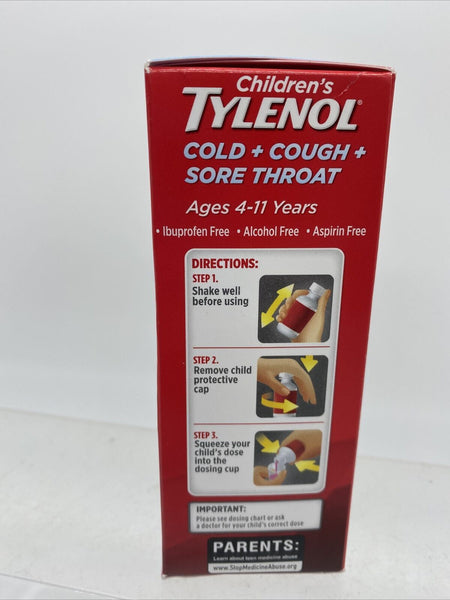 Children's
TYLENOL®
COLD + COUGH +
SORE THROAT
Ages 4-11 Years
• Ibuprofen Free • Alcohol Free • Aspirin Free
DIRECTIONS:
STEP 1.
Shake well
before using
STEP 2.
Remove child
protective
cap
STEP 3.
Squeeze your
child's dose
into the
dosing cup
IMPORTANT:
Please see dosing chart or ask
a doctor for your child's correct dose
PARENTS:
Learn about teen medicine abuse
www.StopMedicineAbuse.org